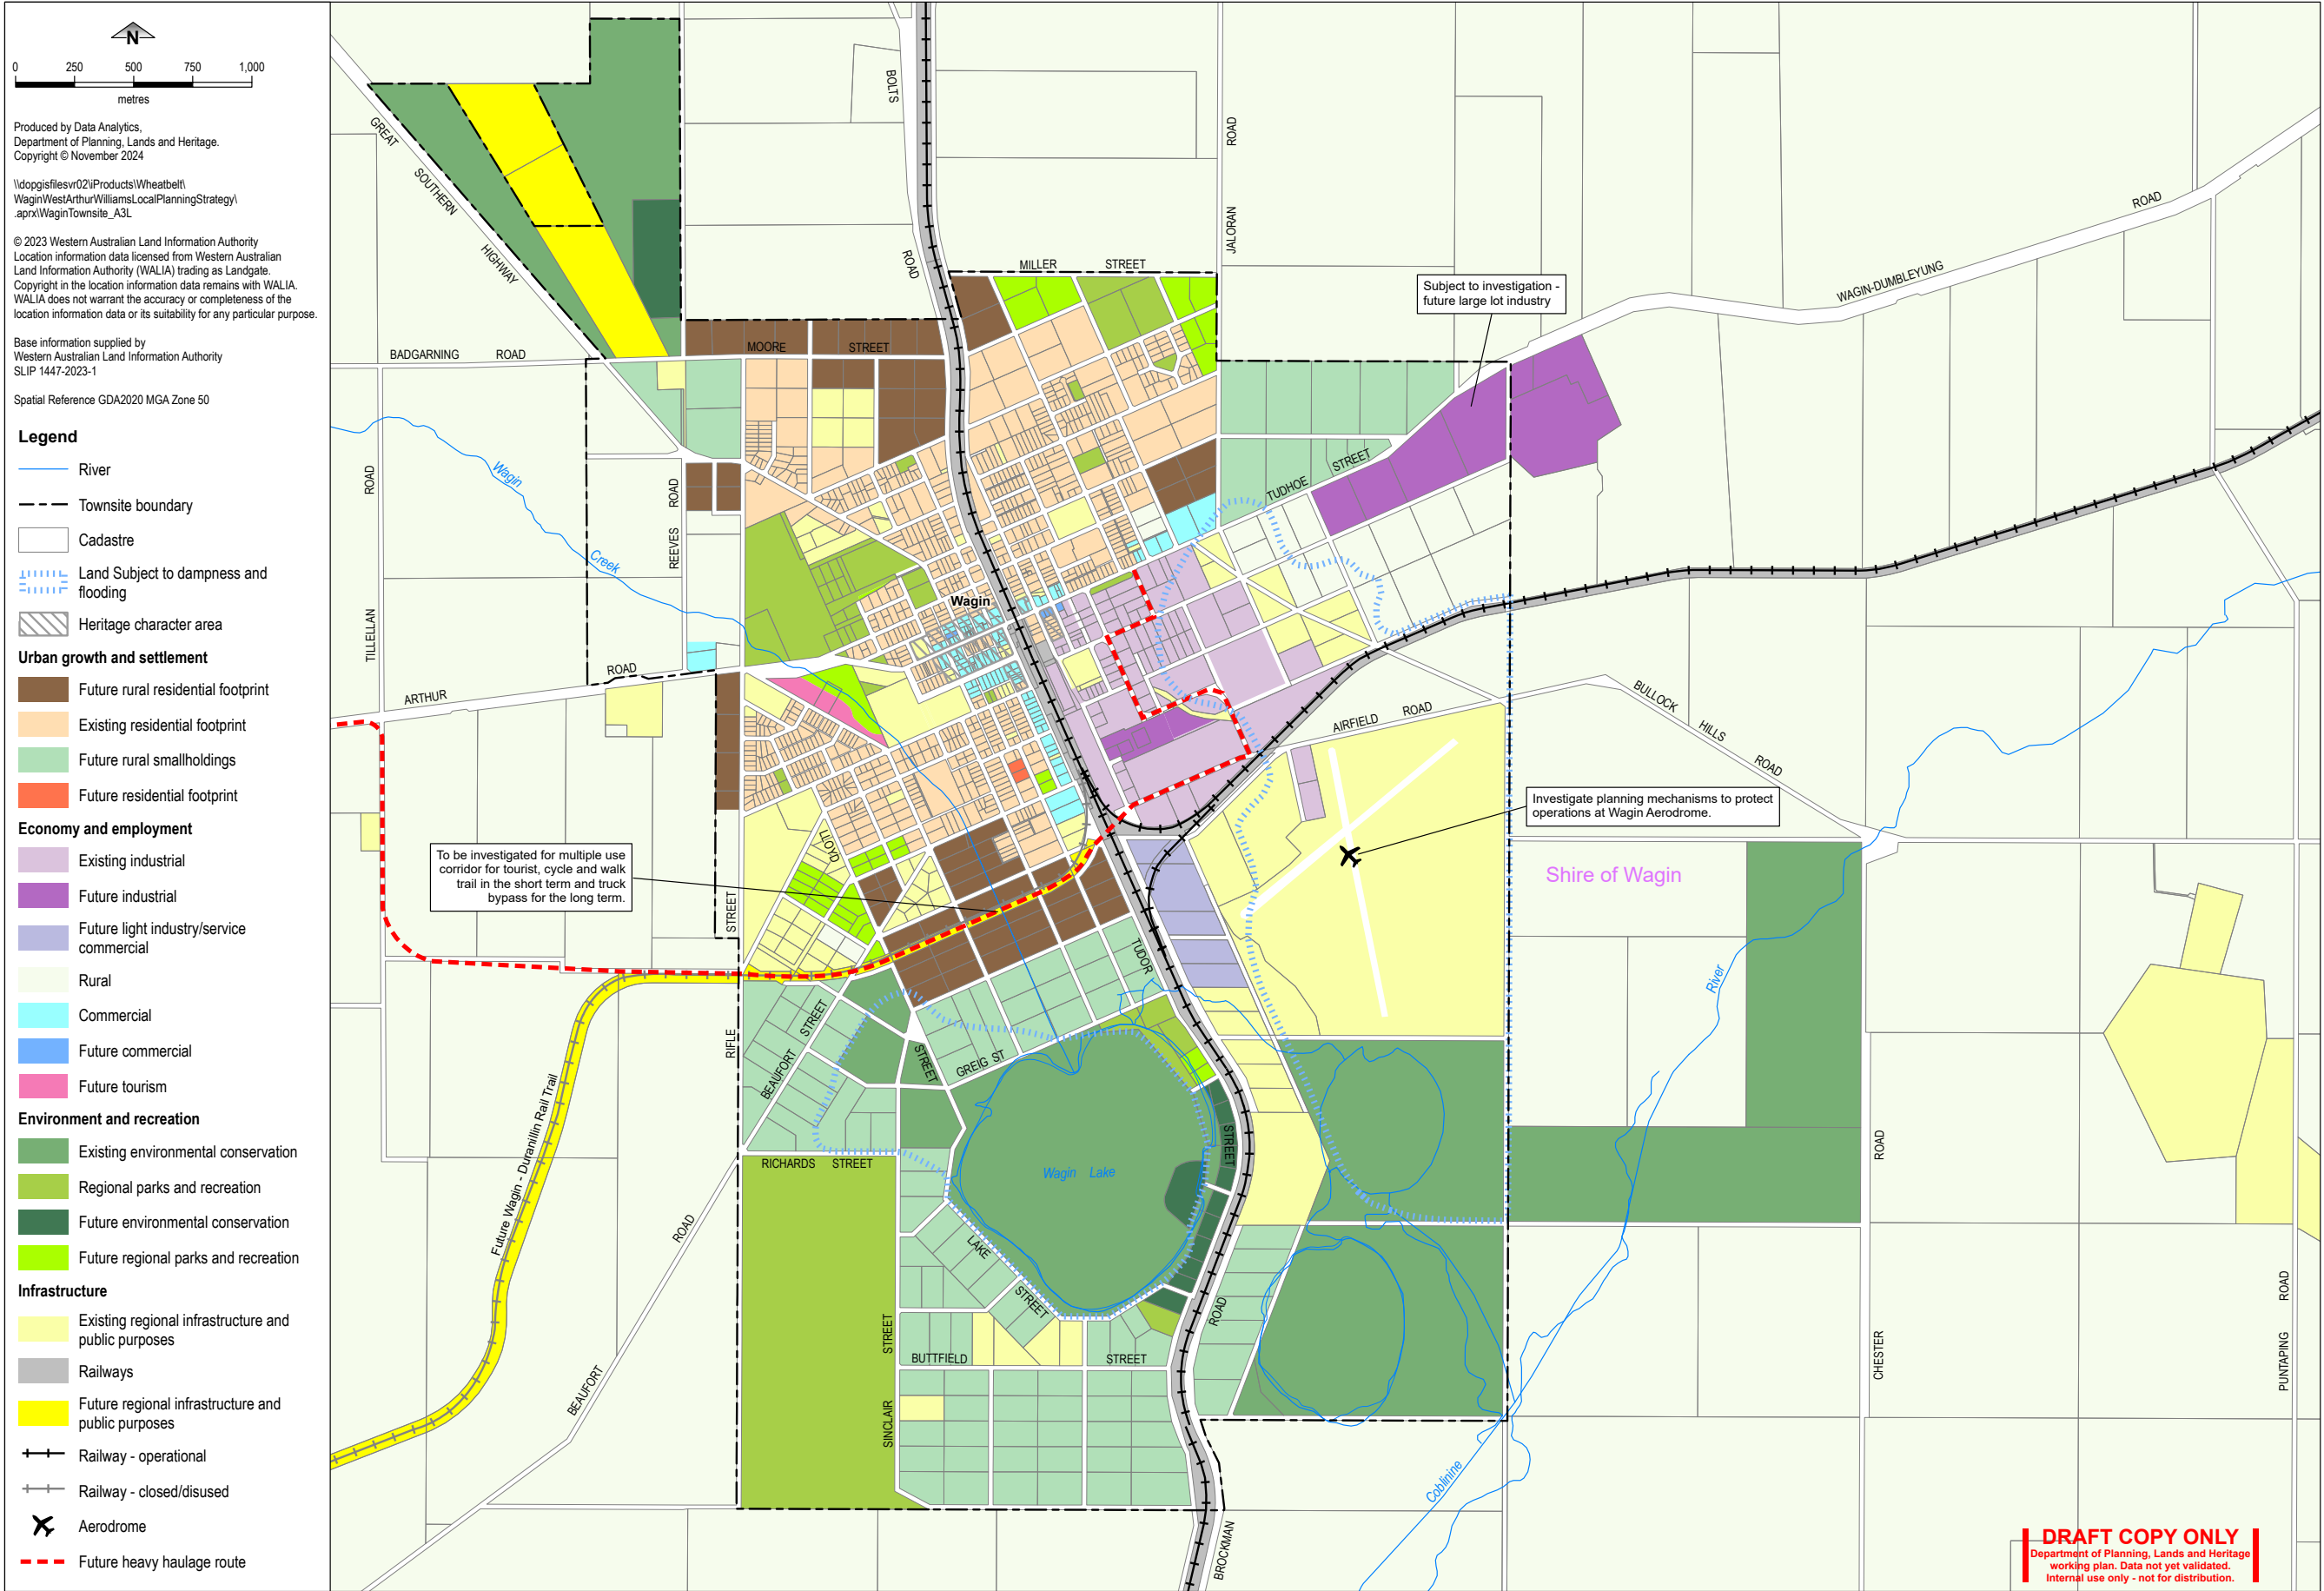 N
0 250 500 750 1,000
metres
Produced by Data Analytics,
Department of Planning, Lands and Heritage.
Copyright © November 2024
\\dopgisfilesvr02\iProducts\Wheatbelt\
WaginWestArthurWilliamsLocalPlanningStrategy\
.aprx\WaginTownsite_A3L
© 2023 Western Australian Land Information Authority
Location information data licensed from Western Australian
Land Information Authority (WALIA) trading as Landgate.
Copyright in the location information data remains with WALIA.
WALIA does not warrant the accuracy or completeness of the
location information data or its suitability for any particular purpose.
Base information supplied by
Western Australian Land Information Authority
SLIP 1447-2023-1
Spatial Reference GDA2020 MGA Zone 50
Legend
River
Townsite boundary
Cadastre
Land Subject to dampness and
flooding
Heritage character area
Urban growth and settlement
Future rural residential footprint
Existing residential footprint
Future rural smallholdings
Future residential footprint
Economy and employment
Existing industrial
Future industrial
Future light industry/service
commercial
Rural
Commercial
Future commercial
Future tourism
Environment and recreation
Existing environmental conservation
Regional parks and recreation
Future environmental conservation
Future regional parks and recreation
Infrastructure
Existing regional infrastructure and
public purposes
Railways
Future regional infrastructure and
public purposes
Railway - operational
Railway - closed/disused
Aerodrome
Future heavy haulage route
GREAT
SOUTHERN
HIGHWAY
BOLTS
ROAD
JALORAN
ROAD
MILLER STREET
WAGIN-DUMBLEYUNG
ROAD
Subject to investigation -
future large lot industry
BADGARNING ROAD
MOORE STREET
TUDHOE
STREET
Wagin
Creek
REEVES
ROAD
TILLELLAN
ROAD
Wagin
ARTHUR
ROAD
AIRFIELD ROAD
BULLOCK
HILLS
ROAD
Investigate planning mechanisms to protect
operations at Wagin Aerodrome.
Shire of Wagin
To be investigated for multiple use
corridor for tourist, cycle and walk
trail in the short term and truck
bypass for the long term.
LLOYD
STREET
RIFLE
STREET
TUDOR
STREET
GREIG ST
BEAUFORT
STREET
River
Wagin Lake
RICHARDS STREET
LAKE
STREET
Future Wagin - Duranillin Rail Trail
BEAUFORT
ROAD
SINCLAIR
STREET
BUTTFIELD STREET
BROCKMAN
ROAD
Coblinine
CHESTER
ROAD
PUNTAPING
ROAD
DRAFT COPY ONLY
Department of Planning, Lands and Heritage
working plan. Data not yet validated.
Internal use only - not for distribution.